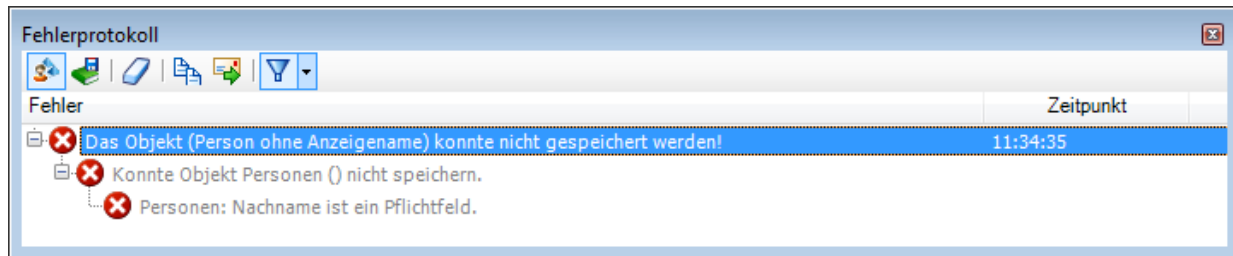 Fehlerprotokoll
Fehler Zeitpunkt
Das Objekt (Person ohne Anzeigename) konnte nicht gespeichert werden! 11:34:35
Konnte Objekt Personen () nicht speichern.
Personen: Nachname ist ein Pflichtfeld.